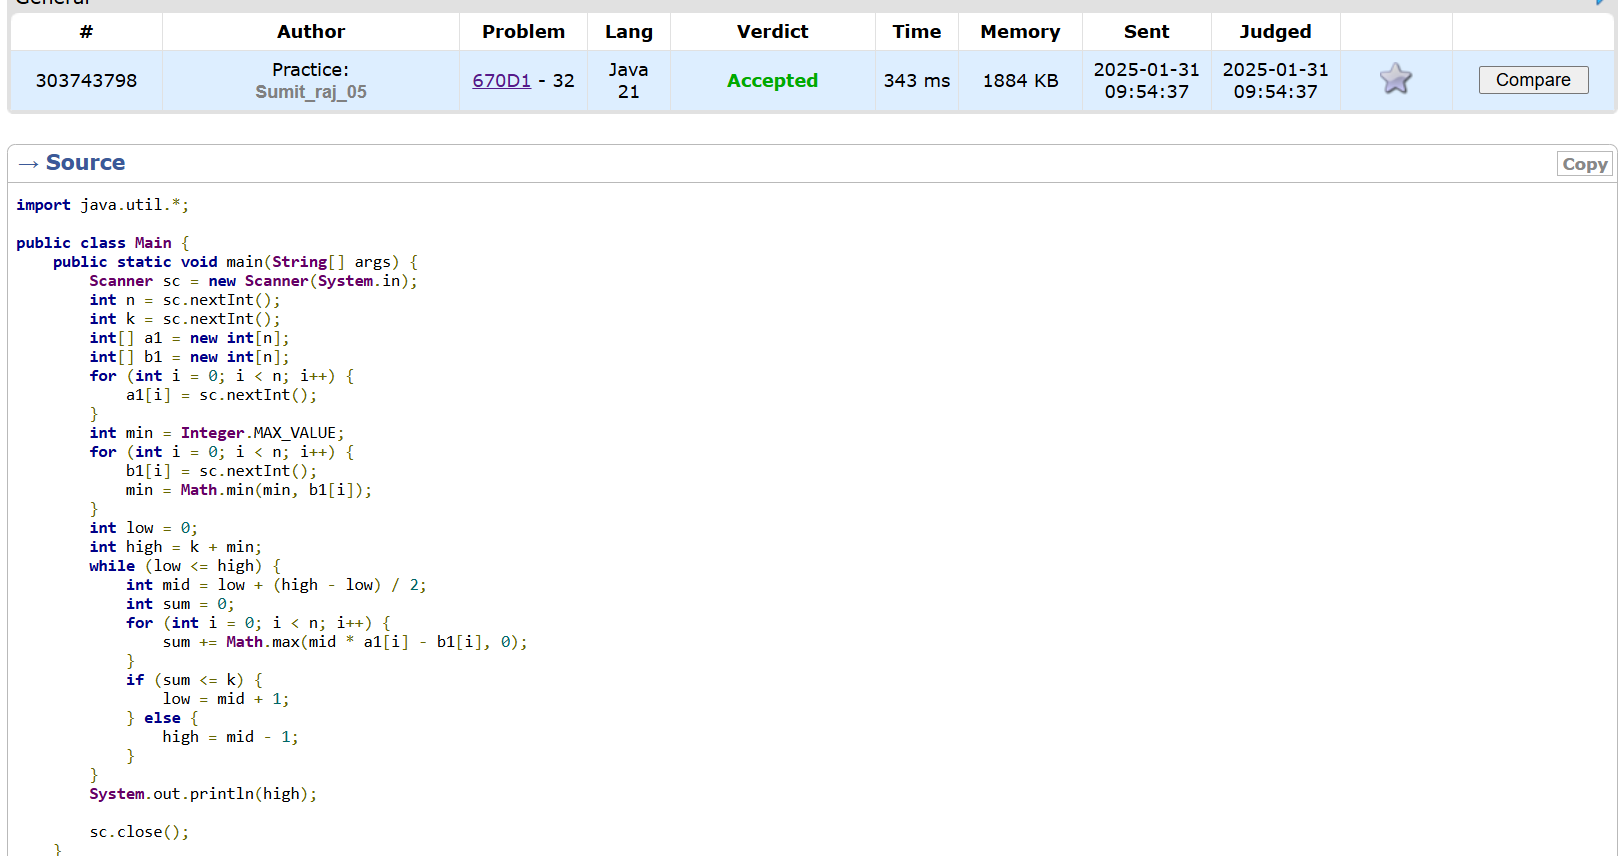 General
# Author Problem Lang Verdict Time Memory Sent Judged
303743798 Practice: Sumit_raj_05 670D1 - 32 Java 21 Accepted 343 ms 1884 KB 2025-01-31 09:54:37 2025-01-31 09:54:37 Compare
→ Source Copy
import java.util.*;
public class Main {
    public static void main(String[] args) {
        Scanner sc = new Scanner(System.in);
        int n = sc.nextInt();
        int k = sc.nextInt();
        int[] a1 = new int[n];
        int[] b1 = new int[n];
        for (int i = 0; i < n; i++) {
            a1[i] = sc.nextInt();
        }
        int min = Integer.MAX_VALUE;
        for (int i = 0; i < n; i++) {
            b1[i] = sc.nextInt();
            min = Math.min(min, b1[i]);
        }
        int low = 0;
        int high = k + min;
        while (low <= high) {
            int mid = low + (high - low) / 2;
            int sum = 0;
            for (int i = 0; i < n; i++) {
                sum += Math.max(mid * a1[i] - b1[i], 0);
            }
            if (sum <= k) {
                low = mid + 1;
            } else {
                high = mid - 1;
            }
        }
        System.out.println(high);
        sc.close();
    }